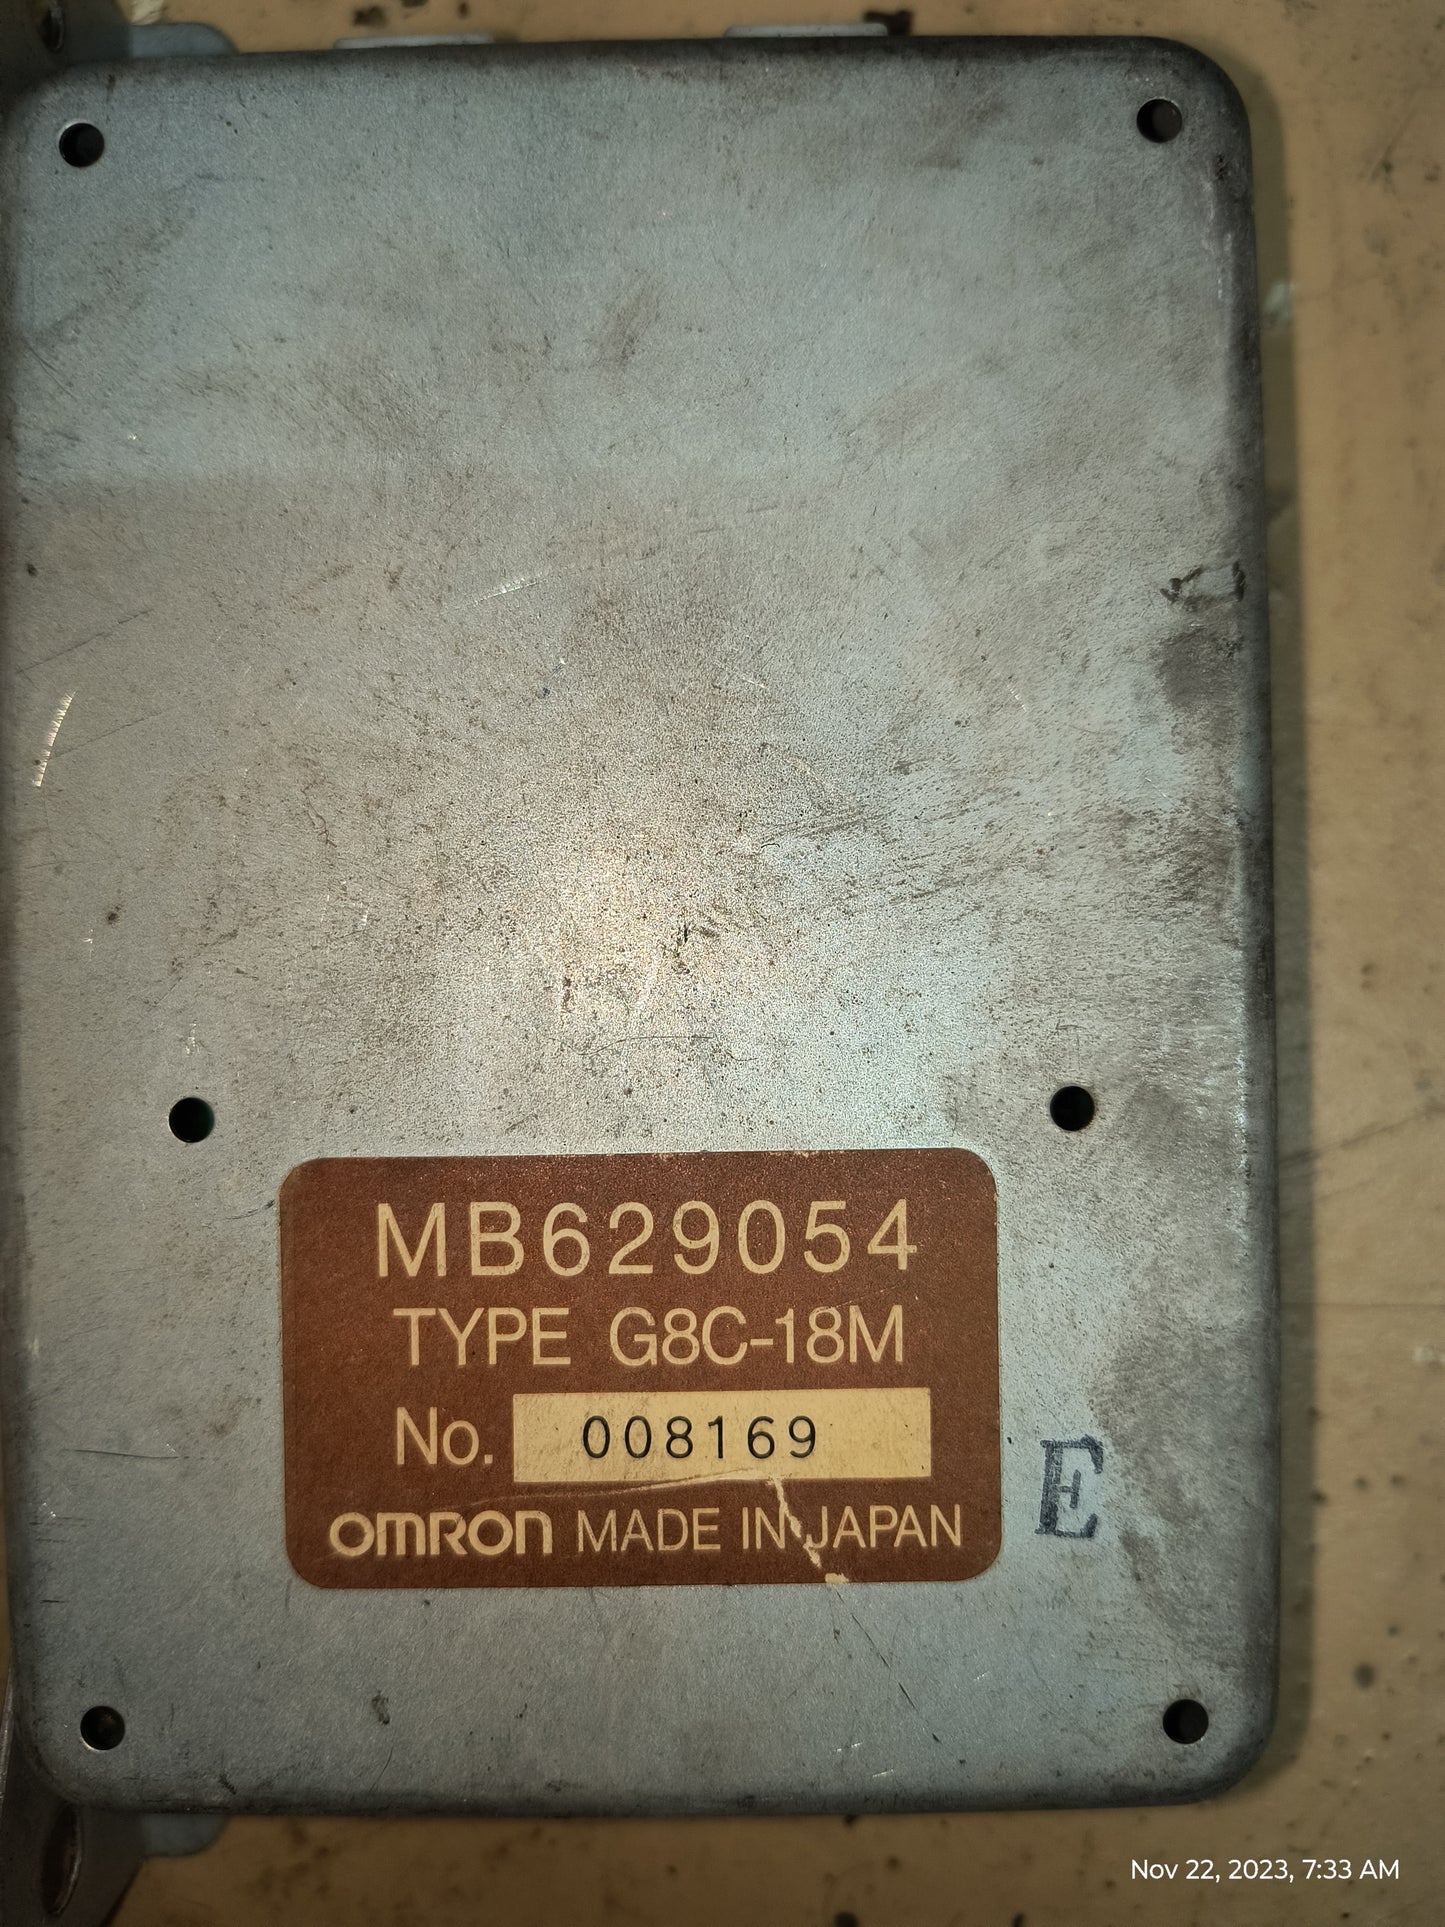 MB629054
TYPE G8C-18M
No. 008169
OMRON MADE IN JAPAN
E
Nov 22, 2023, 7:33 AM